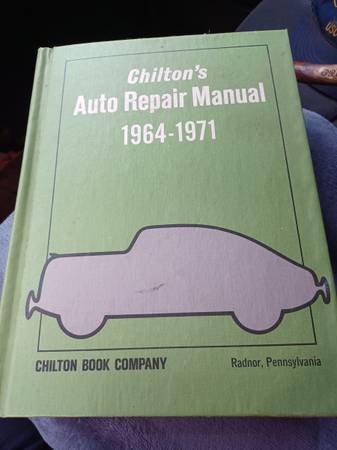 Chilton's
Auto Repair Manual
1964-1971
CHILTON BOOK COMPANY
Radnor, Pennsylvania